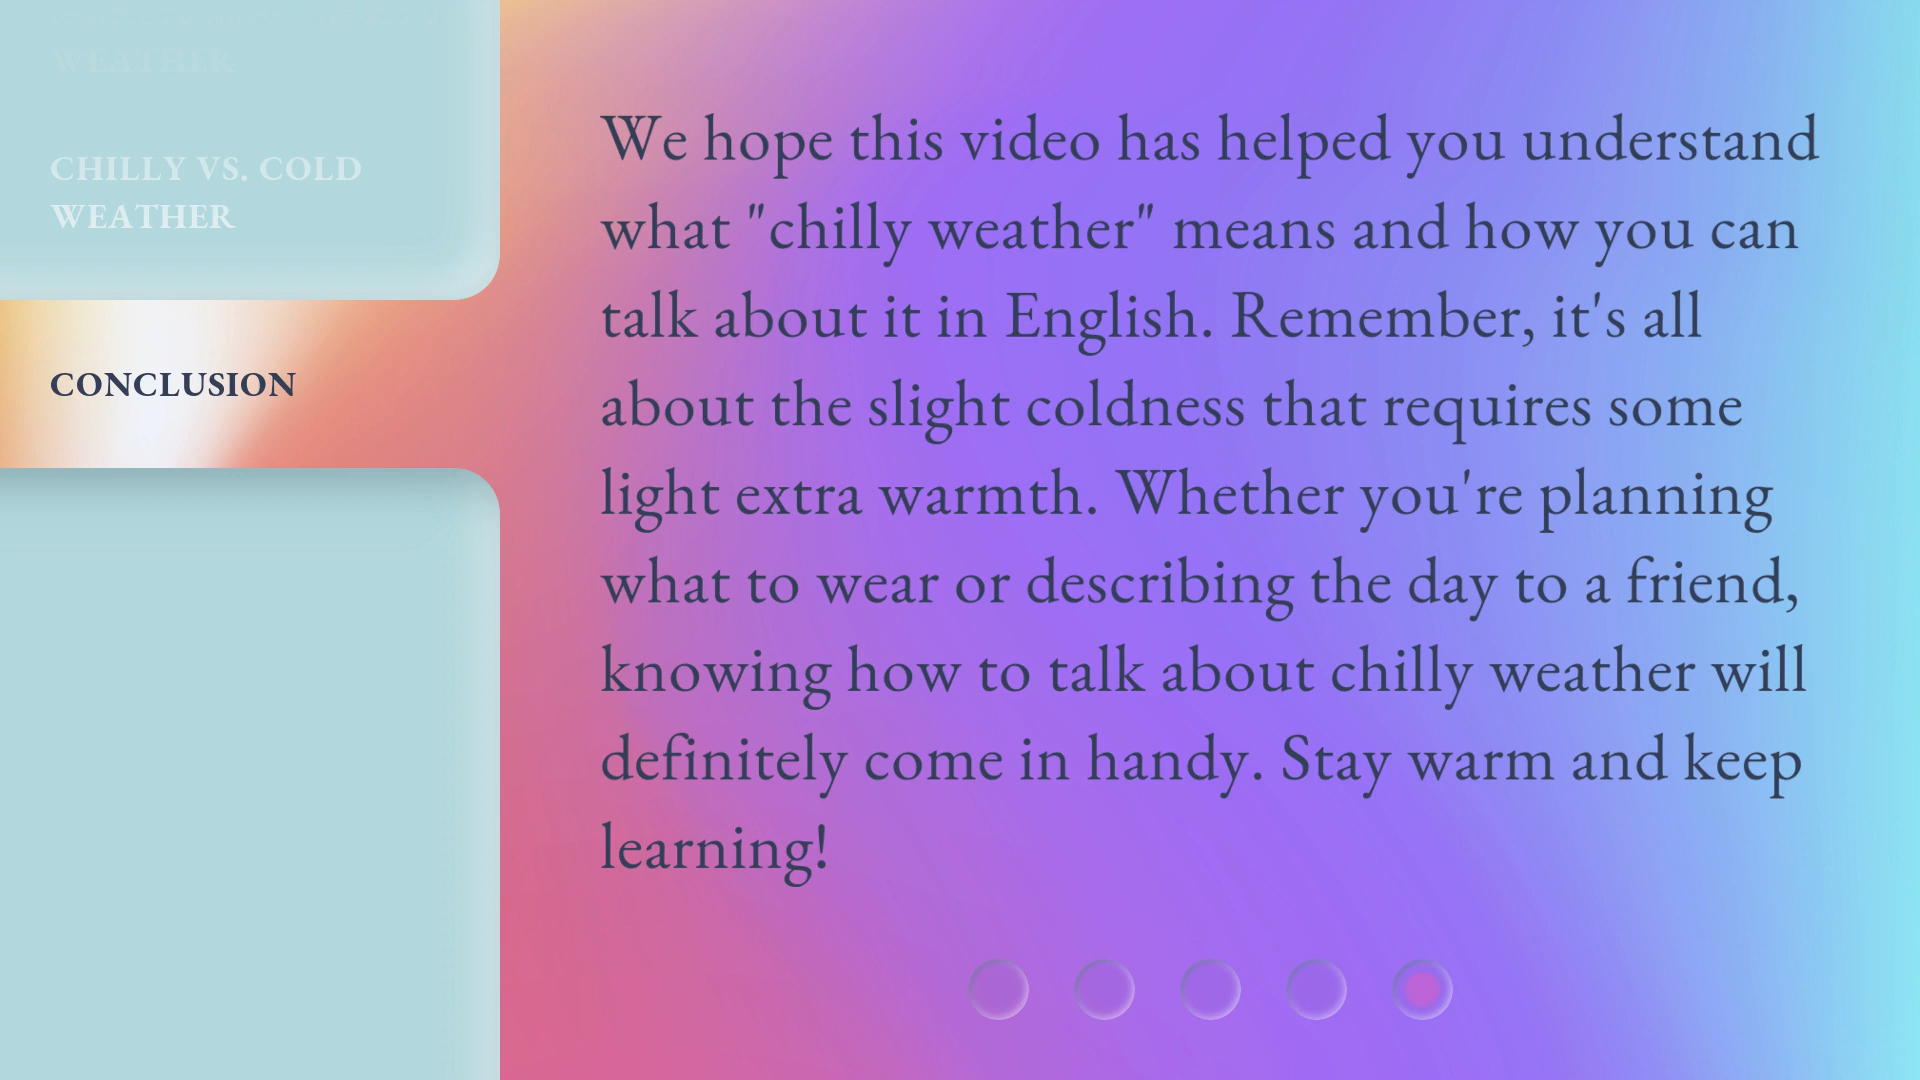 WEATHER
CHILLY VS. COLD
WEATHER
CONCLUSION
We hope this video has helped you understand
what "chilly weather" means and how you can
talk about it in English. Remember, it's all
about the slight coldness that requires some
light extra warmth. Whether you're planning
what to wear or describing the day to a friend,
knowing how to talk about chilly weather will
definitely come in handy. Stay warm and keep
learning!